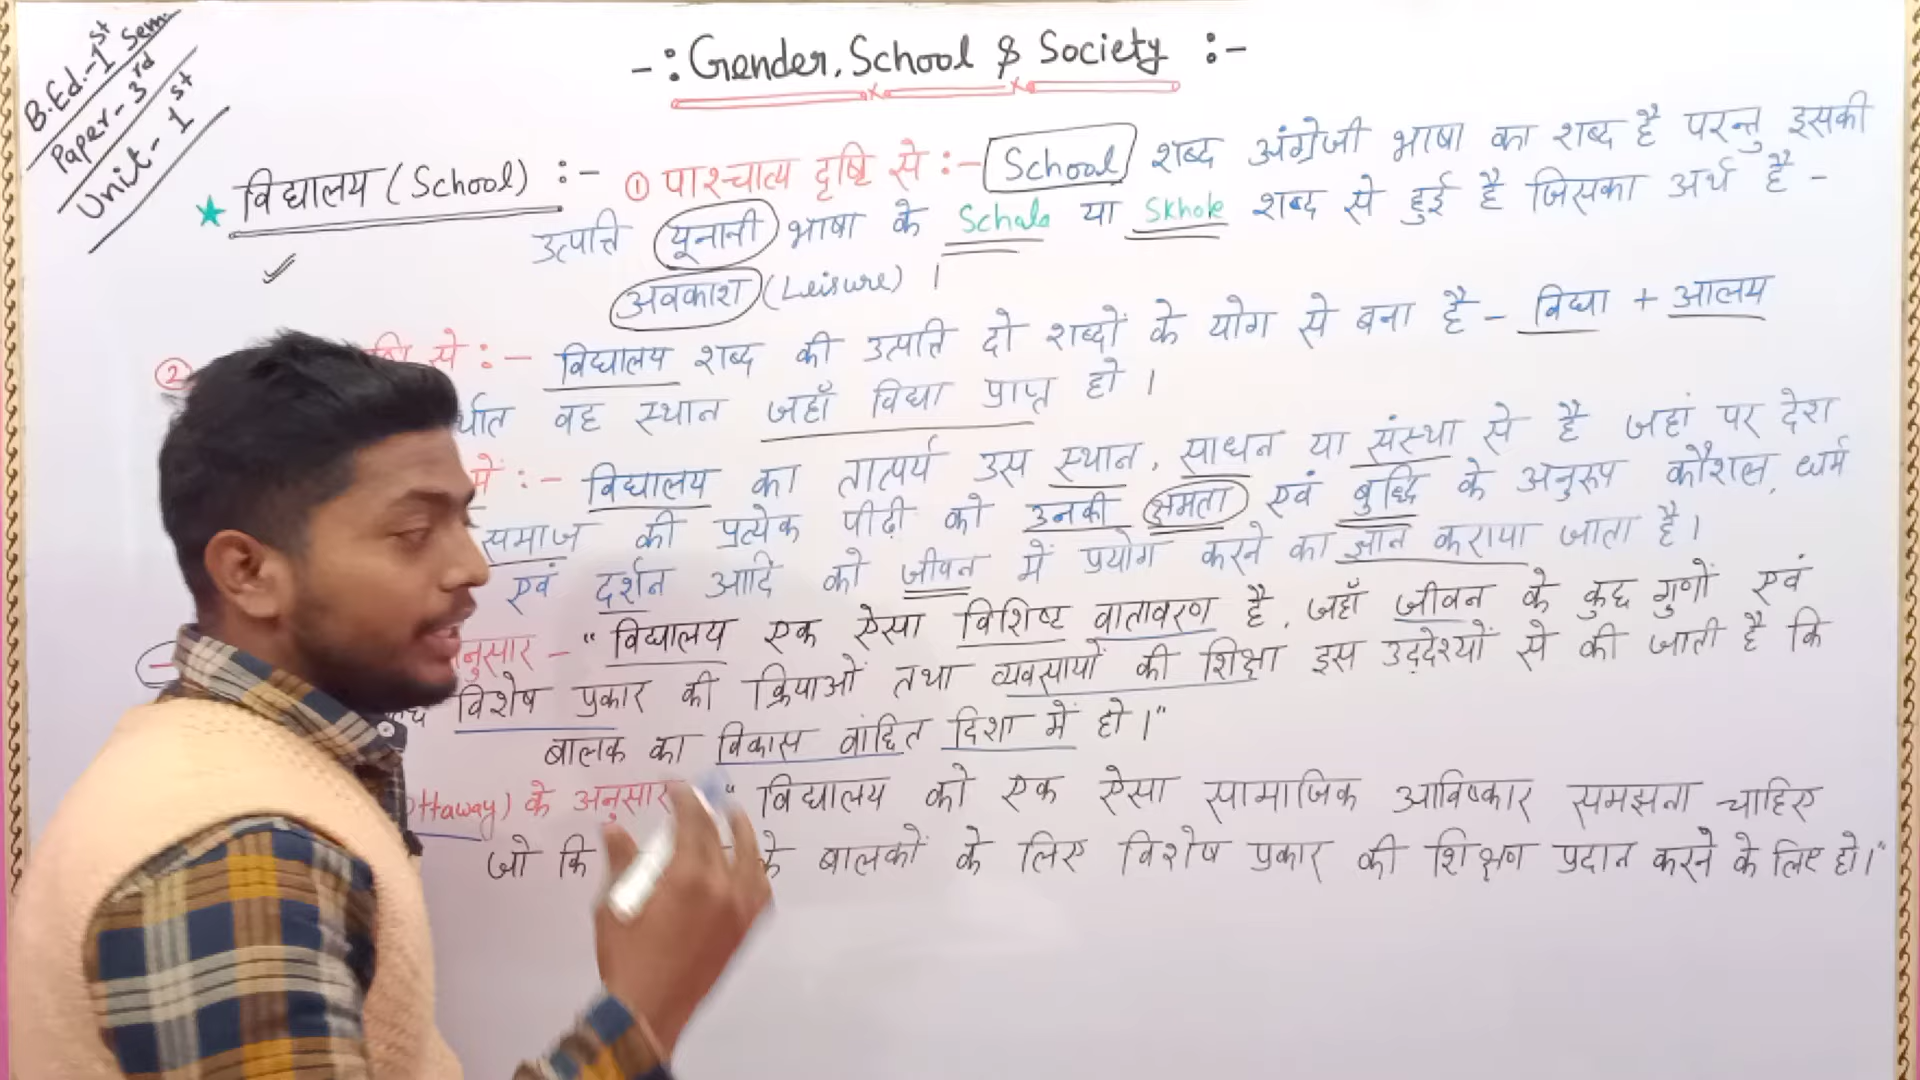 B.Ed.-1st Sem.
Paper-3rd
Unit-1st
-: Gender, School & Society :-
★ विद्यालय (School) :- ① पाश्चात्य दृष्टि से :- School शब्द अंग्रेजी भाषा का शब्द है परन्तु इसकी
उत्पत्ति यूनानी भाषा के Schala या Skhole शब्द से हुई है जिसका अर्थ है -
अवकाश (Leisure) ।
② से :- विद्यालय शब्द की उत्पति दो शब्दों के योग से बना है - विद्या + आलय
र्थात वह स्थान जहाँ विद्या प्राप्त हो ।
में :- विद्यालय का तात्पर्य उस स्थान, साधन या संस्था से है जहां पर देश
समाज की प्रत्येक पीढ़ी को उनकी क्षमता एवं बुद्धि के अनुरूप कौशल, धर्म
एवं दर्शन आदि को जीवन में प्रयोग करने का ज्ञान कराया जाता है।
नुसार - " विद्यालय एक ऐसा विशिष्ट वातावरण है, जहाँ जीवन के कुछ गुणों एवं
विशेष प्रकार की क्रियाओं तथा व्यवसायों की शिक्षा इस उद्देश्यों से की जाती है कि
बालक का विकास वांछित दिशा में हो ।"
ttaway) के अनुसार " विद्यालय को एक ऐसा सामाजिक आविष्कार समझना चाहिए
जो कि के बालकों के लिए विशेष प्रकार की शिक्षण प्रदान करने के लिए हो।"